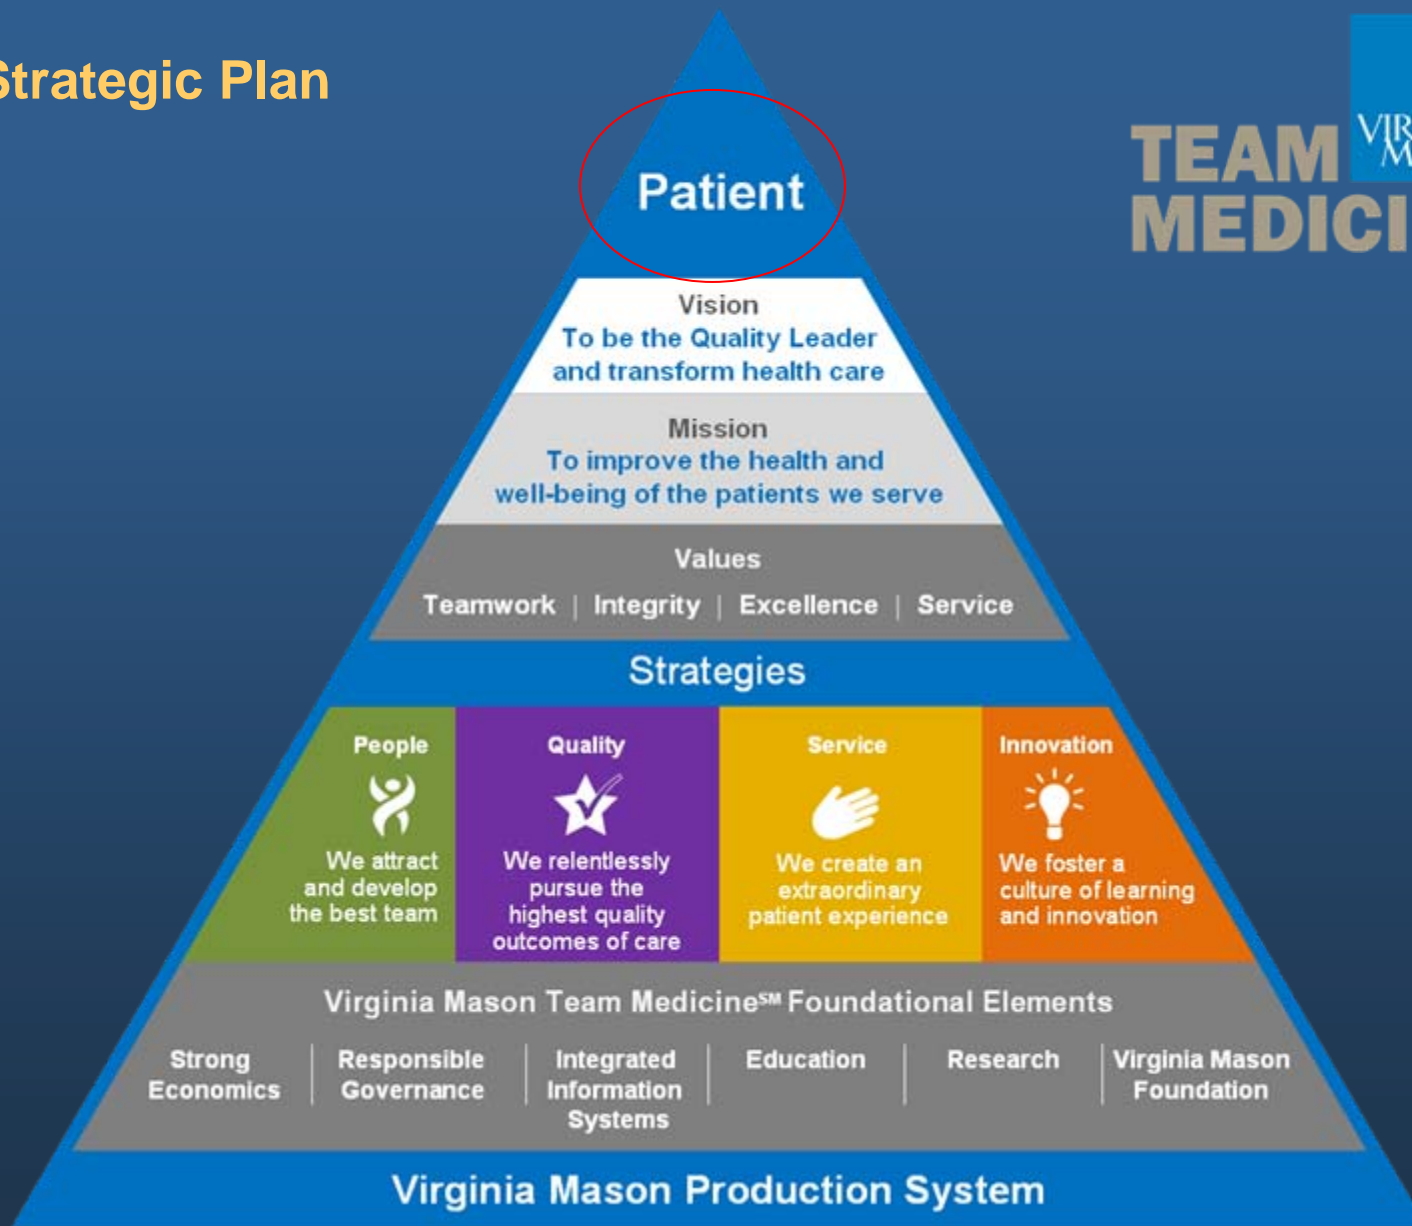 Strategic Plan
TEAM
MEDICI
VIR
M
Patient
Vision
To be the Quality Leader
and transform health care
Mission
To improve the health and
well-being of the patients we serve
Values
Teamwork | Integrity | Excellence | Service
Strategies
People
We attract
and develop
the best team
Quality
We relentlessly
pursue the
highest quality
outcomes of care
Service
We create an
extraordinary
patient experience
Innovation
We foster a
culture of learning
and innovation
Virginia Mason Team Medicine℠ Foundational Elements
Strong
Economics
Responsible
Governance
Integrated
Information
Systems
Education
Research
Virginia Mason
Foundation
Virginia Mason Production System